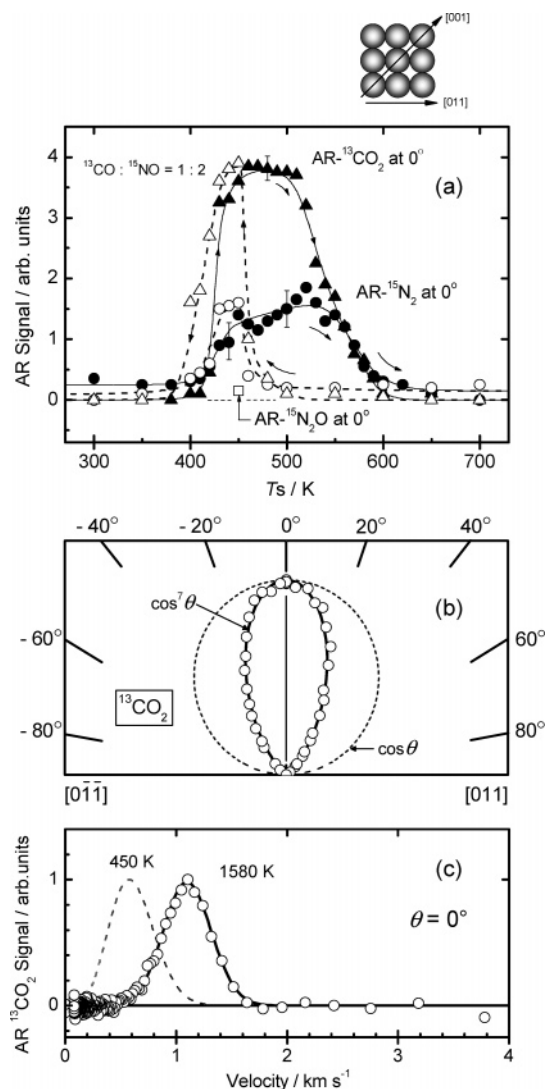 [001]
[011]
4
3
2
1
0
AR Signal / arb. units
¹³CO : ¹⁵NO = 1 : 2
AR-¹³CO₂ at 0°
(a)
AR-¹⁵N₂ at 0°
AR-¹⁵N₂O at 0°
300 400 500 600 700
Ts / K
- 40° - 20° 0° 20° 40°
- 60° 60°
- 80° 80°
cos⁷θ
(b)
¹³CO₂
cosθ
[01̄1̄] [011]
AR ¹³CO₂ Signal / arb.units
1
0
450 K
1580 K
(c)
θ = 0°
0 1 2 3 4
Velocity / km s⁻¹